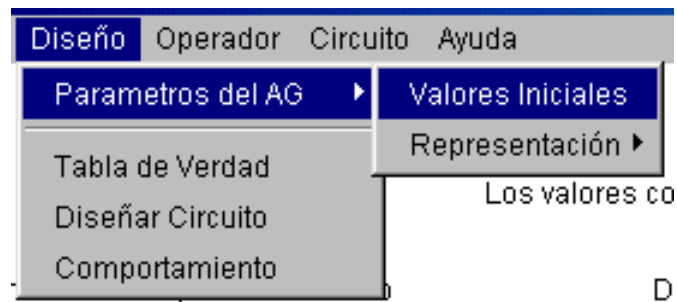 Diseño Operador Circuito Ayuda
Parametros del AG Valores Iniciales
Representación
Tabla de Verdad
Los valores co
Diseñar Circuito
Comportamiento
D